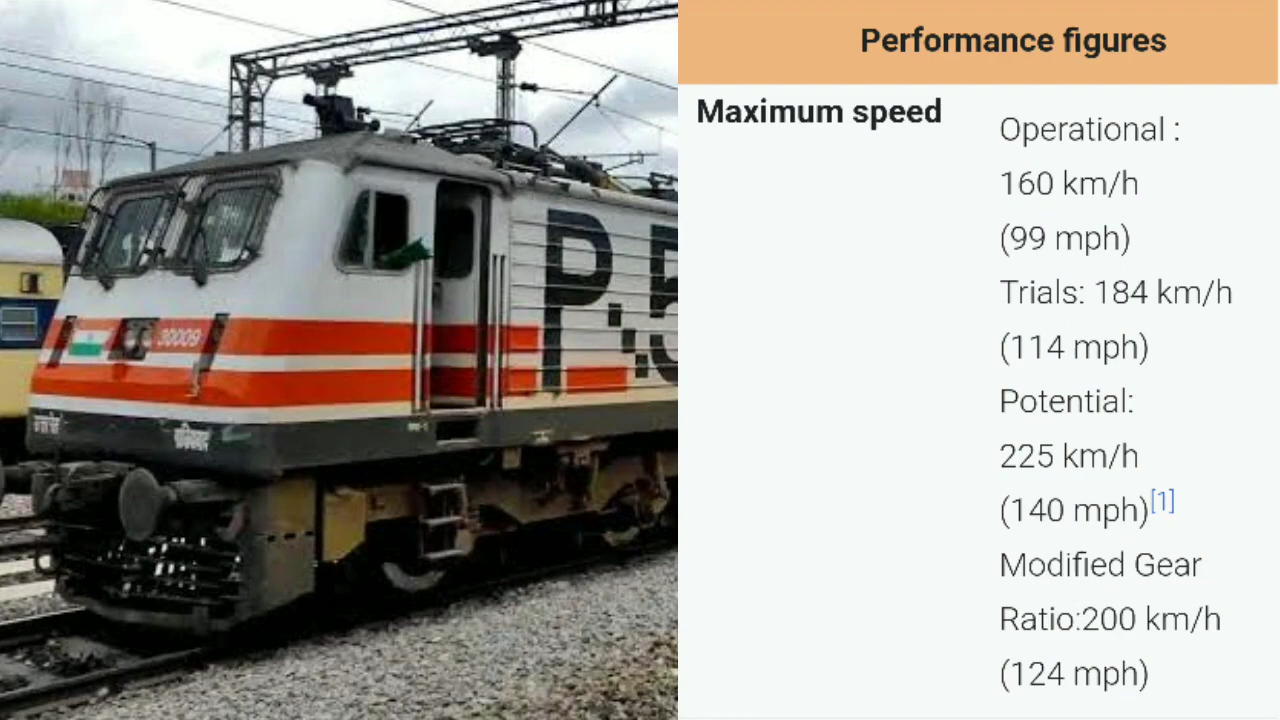 30009
P.5
Performance figures
Maximum speed
Operational :
160 km/h
(99 mph)
Trials: 184 km/h
(114 mph)
Potential:
225 km/h
(140 mph)[1]
Modified Gear
Ratio:200 km/h
(124 mph)